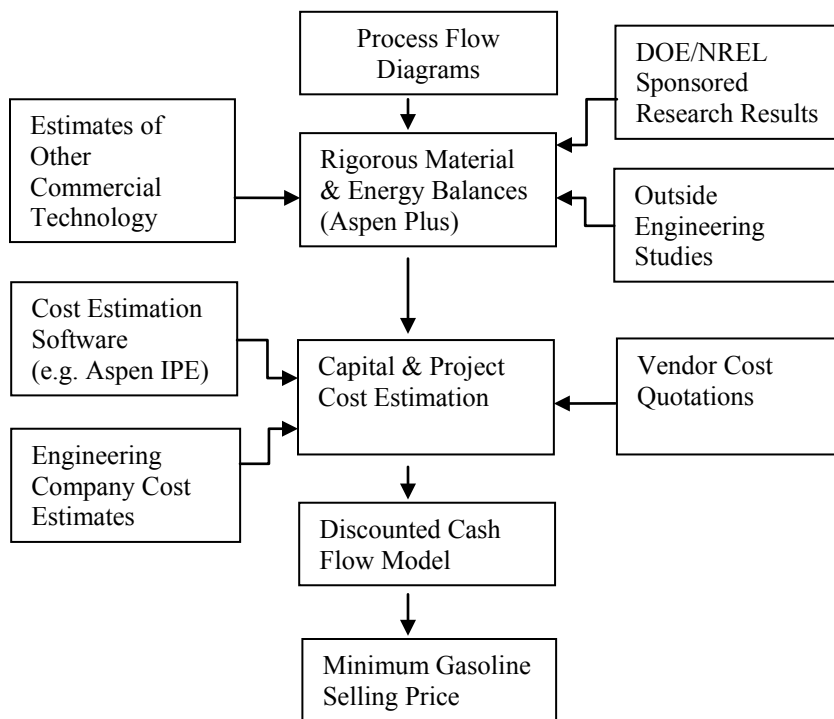 Process Flow
Diagrams
DOE/NREL
Sponsored
Research Results
Estimates of
Other
Commercial
Technology
Rigorous Material
& Energy Balances
(Aspen Plus)
Outside
Engineering
Studies
Cost Estimation
Software
(e.g. Aspen IPE)
Capital & Project
Cost Estimation
Vendor Cost
Quotations
Engineering
Company Cost
Estimates
Discounted Cash
Flow Model
Minimum Gasoline
Selling Price